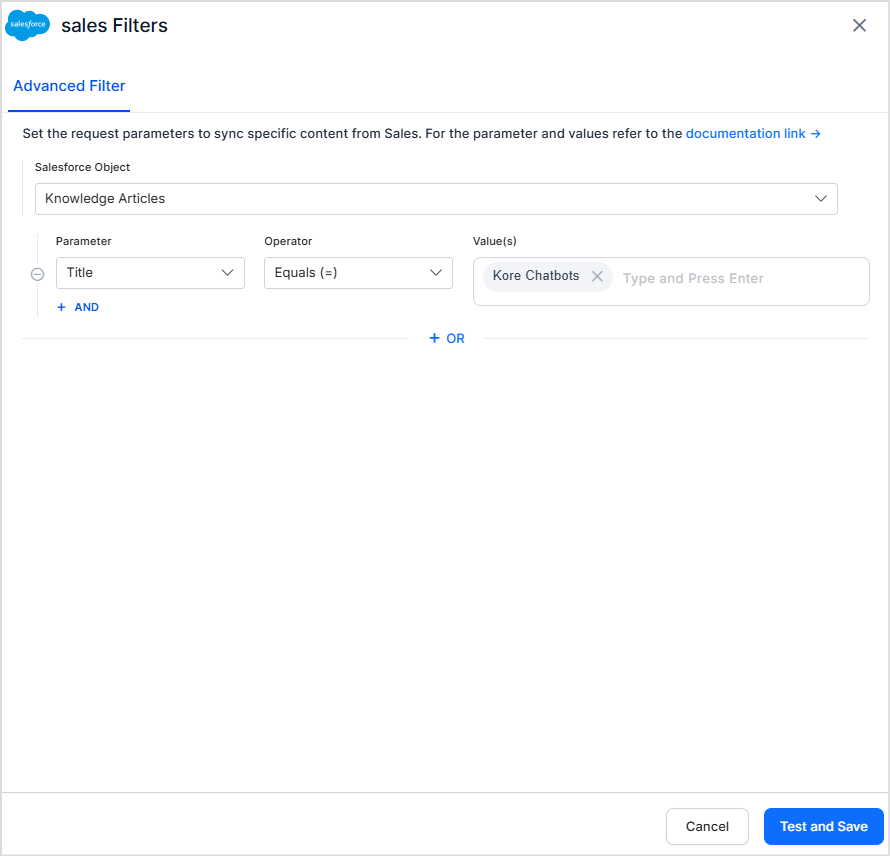 salesforce
sales Filters
Advanced Filter
Set the request parameters to sync specific content from Sales. For the parameter and values refer to the documentation link →
Salesforce Object
Knowledge Articles
Parameter Operator Value(s)
Title Equals (=) Kore Chatbots Type and Press Enter
+ AND
+ OR
Cancel Test and Save